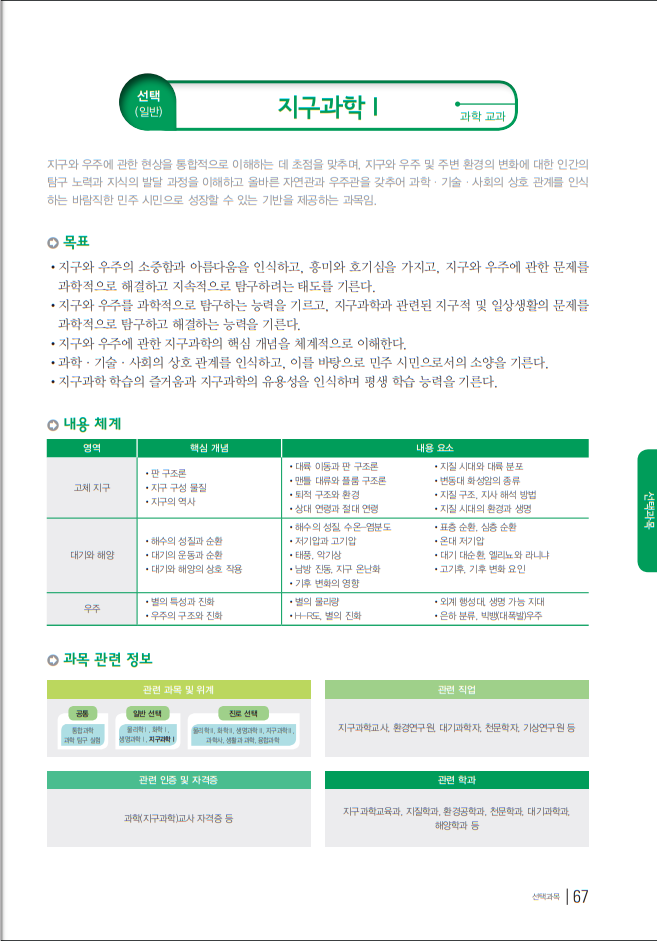 선택
(일반)
지구과학 Ⅰ
과학 교과
지구와 우주에 관한 현상을 통합적으로 이해하는 데 초점을 맞추며, 지구와 우주 및 주변 환경의 변화에 대한 인간의
탐구 노력과 지식의 발달 과정을 이해하고 올바른 자연관과 우주관을 갖추어 과학 · 기술 · 사회의 상호 관계를 인식
하는 바람직한 민주 시민으로 성장할 수 있는 기반을 제공하는 과목임.
목표
• 지구와 우주의 소중함과 아름다움을 인식하고, 흥미와 호기심을 가지고, 지구와 우주에 관한 문제를
과학적으로 해결하고 지속적으로 탐구하려는 태도를 기른다.
• 지구와 우주를 과학적으로 탐구하는 능력을 기르고, 지구과학과 관련된 지구적 및 일상생활의 문제를
과학적으로 탐구하고 해결하는 능력을 기른다.
• 지구와 우주에 관한 지구과학의 핵심 개념을 체계적으로 이해한다.
• 과학 · 기술 · 사회의 상호 관계를 인식하고, 이를 바탕으로 민주 시민으로서의 소양을 기른다.
• 지구과학 학습의 즐거움과 지구과학의 유용성을 인식하며 평생 학습 능력을 기른다.
내용 체계
영역 핵심 개념 내용 요소
고체 지구
• 판 구조론
• 지구 구성 물질
• 지구의 역사
• 대륙 이동과 판 구조론
• 맨틀 대류와 플룸 구조론
• 퇴적 구조와 환경
• 상대 연령과 절대 연령
• 지질 시대와 대륙 분포
• 변동대 화성암의 종류
• 지질 구조, 지사 해석 방법
• 지질 시대의 환경과 생명
대기와 해양
• 해수의 성질과 순환
• 대기의 운동과 순환
• 대기와 해양의 상호 작용
• 해수의 성질, 수온-염분도
• 저기압과 고기압
• 태풍, 악기상
• 남방 진동, 지구 온난화
• 기후 변화의 영향
• 표층 순환, 심층 순환
• 온대 저기압
• 대기 대순환, 엘리뇨와 라니냐
• 고기후, 기후 변화 요인
우주
• 별의 특성과 진화
• 우주의 구조와 진화
• 별의 물리량
• H-R도, 별의 진화
• 외계 행성대, 생명 가능 지대
• 은하 분류, 빅뱅(대폭발)우주
과목 관련 정보
관련 과목 및 위계
공통
통합과학
과학 탐구 실험
일반 선택
물리학Ⅰ, 화학Ⅰ,
생명과학Ⅰ, 지구과학Ⅰ
진로 선택
물리학Ⅱ, 화학Ⅱ, 생명과학Ⅱ, 지구과학Ⅱ,
과학사, 생활과 과학, 융합과학
관련 직업
지구과학교사, 환경연구원, 대기과학자, 천문학자, 기상연구원 등
관련 인증 및 자격증
과학(지구과학)교사 자격증 등
관련 학과
지구과학교육과, 지질학과, 환경공학과, 천문학과, 대기과학과,
해양학과 등
선택과목
선택과목 67